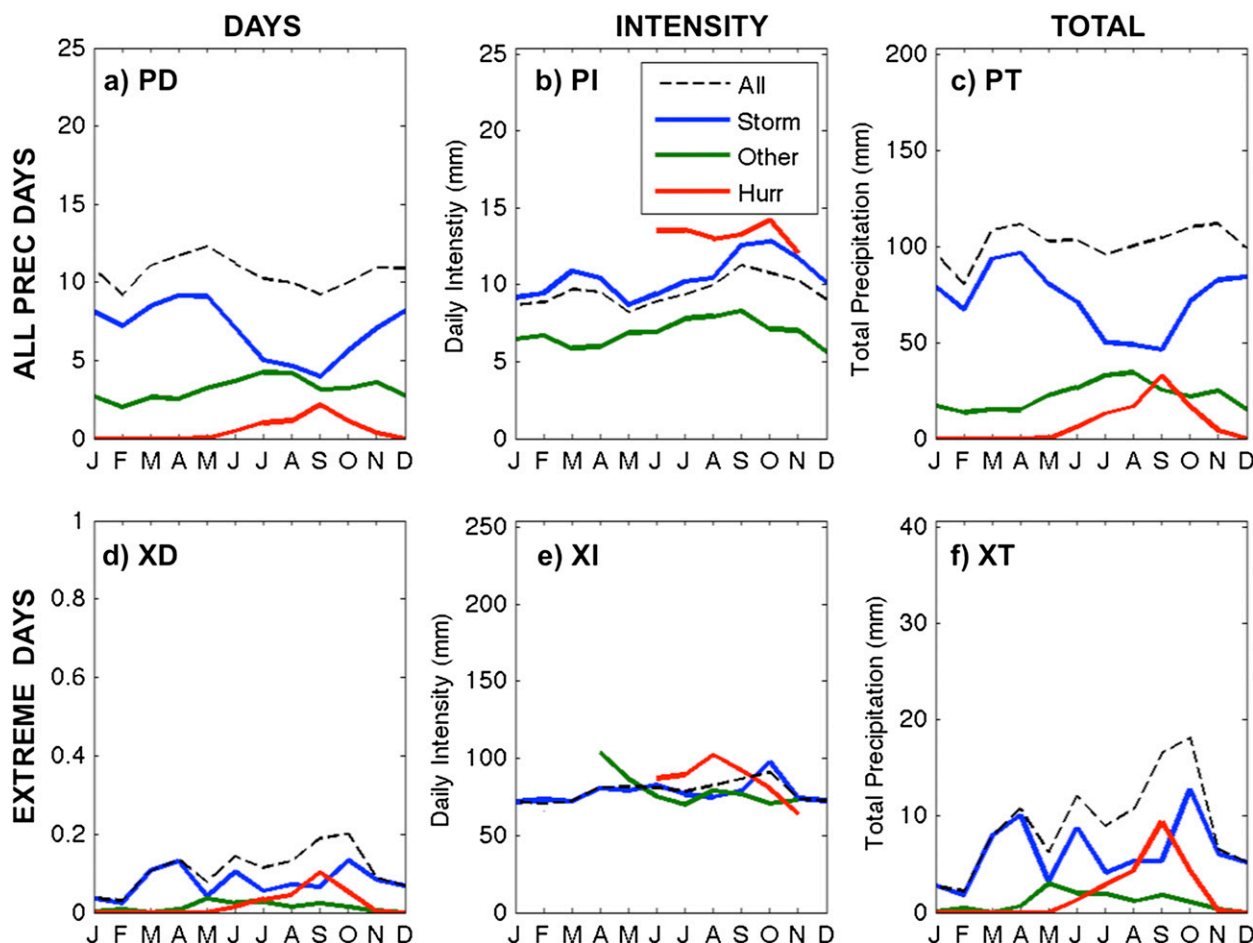 DAYS
INTENSITY
TOTAL
ALL PREC DAYS
a) PD
25
20
15
10
5
0
J F M A M J J A S O N D
b) PI
Daily Intenstiy (mm)
25
20
15
10
5
0
J F M A M J J A S O N D
All
Storm
Other
Hurr
c) PT
Total Precipitation (mm)
200
150
100
50
0
J F M A M J J A S O N D
EXTREME DAYS
d) XD
1
0.8
0.6
0.4
0.2
0
J F M A M J J A S O N D
e) XI
Daily Intensity (mm)
250
200
150
100
50
0
J F M A M J J A S O N D
f) XT
Total Precipitation (mm)
40
30
20
10
0
J F M A M J J A S O N D